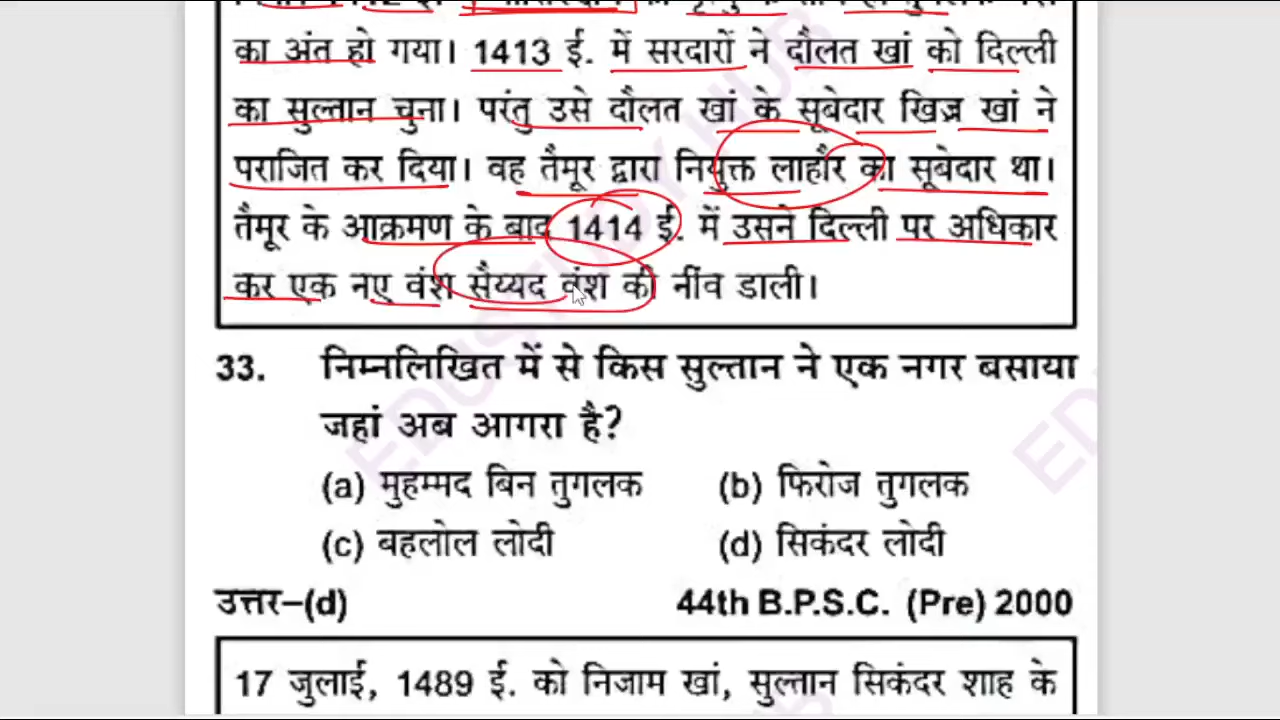 का अंत हो गया। 1413 ई. में सरदारों ने दौलत खां को दिल्ली
का सुल्तान चुना। परंतु उसे दौलत खां के सूबेदार खिज्र खां ने
पराजित कर दिया। वह तैमूर द्वारा नियुक्त लाहौर का सूबेदार था।
तैमूर के आक्रमण के बाद 1414 ई. में उसने दिल्ली पर अधिकार
कर एक नए वंश सैय्यद वंश की नींव डाली।
33. निम्नलिखित में से किस सुल्तान ने एक नगर बसाया
जहां अब आगरा है?
(a) मुहम्मद बिन तुगलक (b) फिरोज तुगलक
(c) बहलोल लोदी (d) सिकंदर लोदी
उत्तर–(d) 44th B.P.S.C. (Pre) 2000
17 जुलाई, 1489 ई. को निजाम खां, सुल्तान सिकंदर शाह के